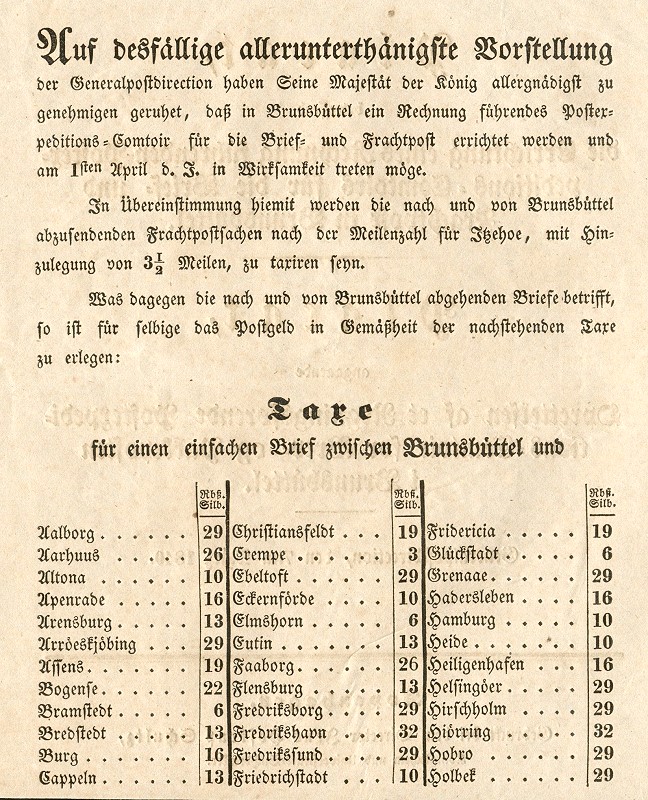 Auf desfällige allerunterthänigste Vorstellung
der Generalpostdirection haben Seine Majestät der König allergnädigst zu
genehmigen geruhet, daß in Brunsbüttel ein Rechnung führendes Postex-
peditions-Comtoir für die Brief- und Frachtpost errichtet werden und
am 1sten April d. J. in Wirksamkeit treten möge.
In Übereinstimmung hiemit werden die nach und von Brunsbüttel
abzusendenden Frachtpostsachen nach der Meilenzahl für Itzehoe, mit Hin-
zulegung von 3½ Meilen, zu taxiren seyn.
Was dagegen die nach und von Brunsbüttel abgehenden Briefe betrifft,
so ist für selbige das Postgeld in Gemäßheit der nachstehenden Taxe
zu erlegen:
Taxe
für einen einfachen Brief zwischen Brunsbüttel und
Rbß. Silb.
Aalborg . . . . . . 29
Aarhuus . . . . . 26
Altona . . . . . . 10
Apenrade . . . . . 16
Arensburg . . . . . 13
Arröeskjöbing . . . 29
Assens . . . . . . 19
Bogense . . . . . . 22
Bramstedt . . . . . 6
Bredstedt . . . . . 13
Burg . . . . . . . 16
Cappeln . . . . . . 13
Rbß. Silb.
Christiansfeldt . . . 19
Crempe . . . . . 3
Ebeltoft . . . . . 29
Eckernförde . . . . 10
Elmshorn . . . . . 6
Eutin . . . . . . 13
Faaborg . . . . . 26
Flensburg . . . . . 13
Fredriksborg . . . . 29
Fredrikshavn . . . 32
Fredrikssund . . . . 29
Friedrichstadt . . . 10
Rbß. Silb.
Fridericia . . . . . 19
Glückstadt . . . . . 6
Grenaae . . . . . . 29
Hadersleben . . . . 16
Hamburg . . . . . 10
Heide . . . . . . . 10
Heiligenhafen . . . . 16
Helsingöer . . . . . 29
Hirschholm . . . . . 29
Hiörring . . . . . . 32
Hobro . . . . . . 29
Holbek . . . . . . 29